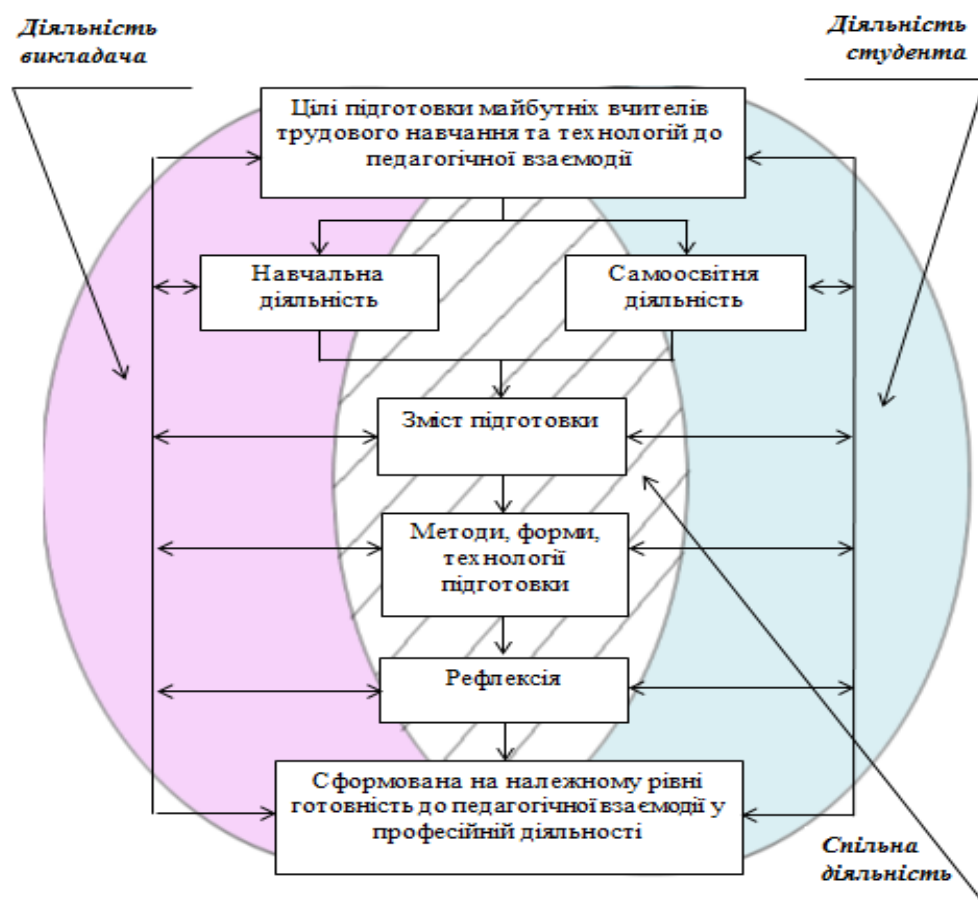 Діяльність
викладача
Діяльність
студента
Цілі підготовки майбутніх вчителів
трудового навчання та технологій до
педагогічної взаємодії
Навчальна
діяльність
Самоосвітня
діяльність
Зміст підготовки
Методи, форми,
технології
підготовки
Рефлексія
Сформована на належному рівні
готовність до педагогічної взаємодії у
професійній діяльності
Спільна
діяльність